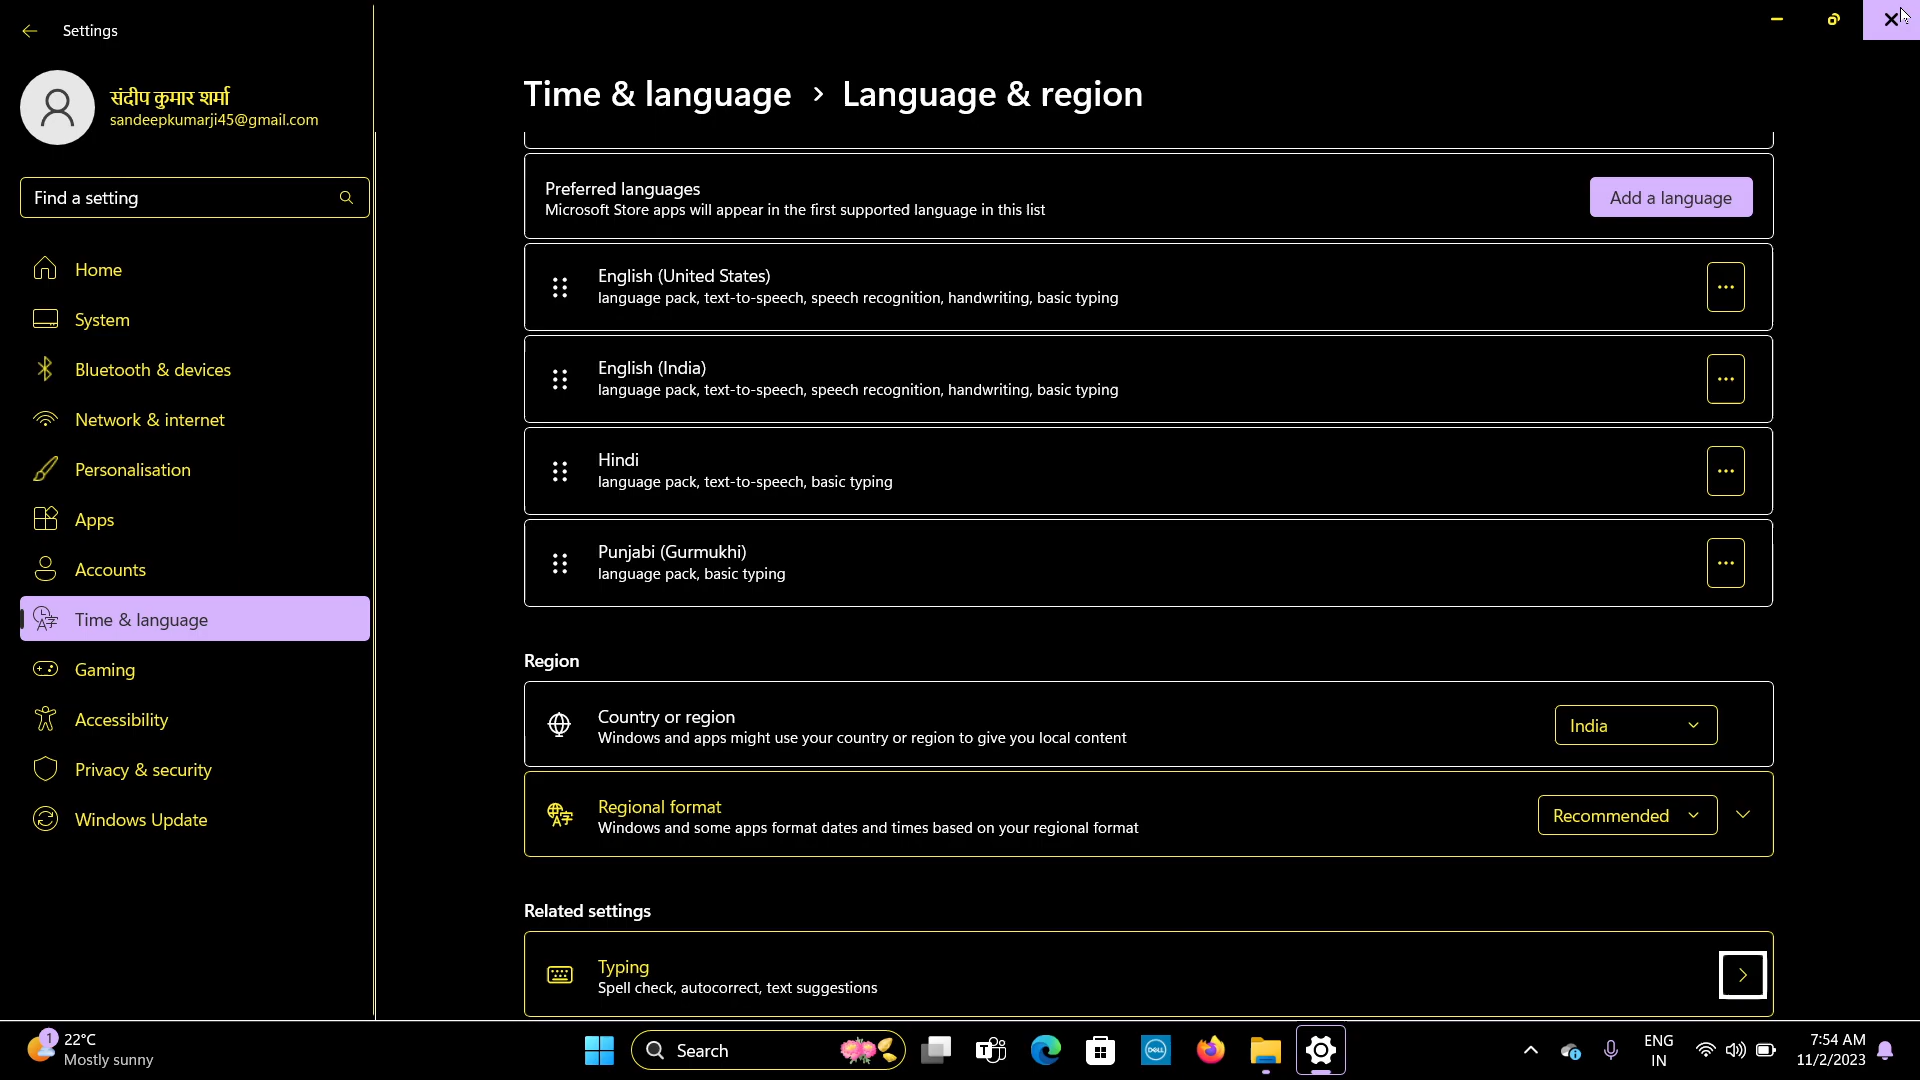 Settings
संदीप कुमार शर्मा
sandeepkumarji45@gmail.com
Find a setting
Home
System
Bluetooth & devices
Network & internet
Personalisation
Apps
Accounts
Time & language
Gaming
Accessibility
Privacy & security
Windows Update
Time & language > Language & region
Preferred languages
Microsoft Store apps will appear in the first supported language in this list
Add a language
English (United States)
language pack, text-to-speech, speech recognition, handwriting, basic typing
English (India)
language pack, text-to-speech, speech recognition, handwriting, basic typing
Hindi
language pack, text-to-speech, basic typing
Punjabi (Gurmukhi)
language pack, basic typing
Region
Country or region
Windows and apps might use your country or region to give you local content
India
Regional format
Windows and some apps format dates and times based on your regional format
Recommended
Related settings
Typing
Spell check, autocorrect, text suggestions
1
22°C
Mostly sunny
Search
DELL
ENG
IN
7:54 AM
11/2/2023